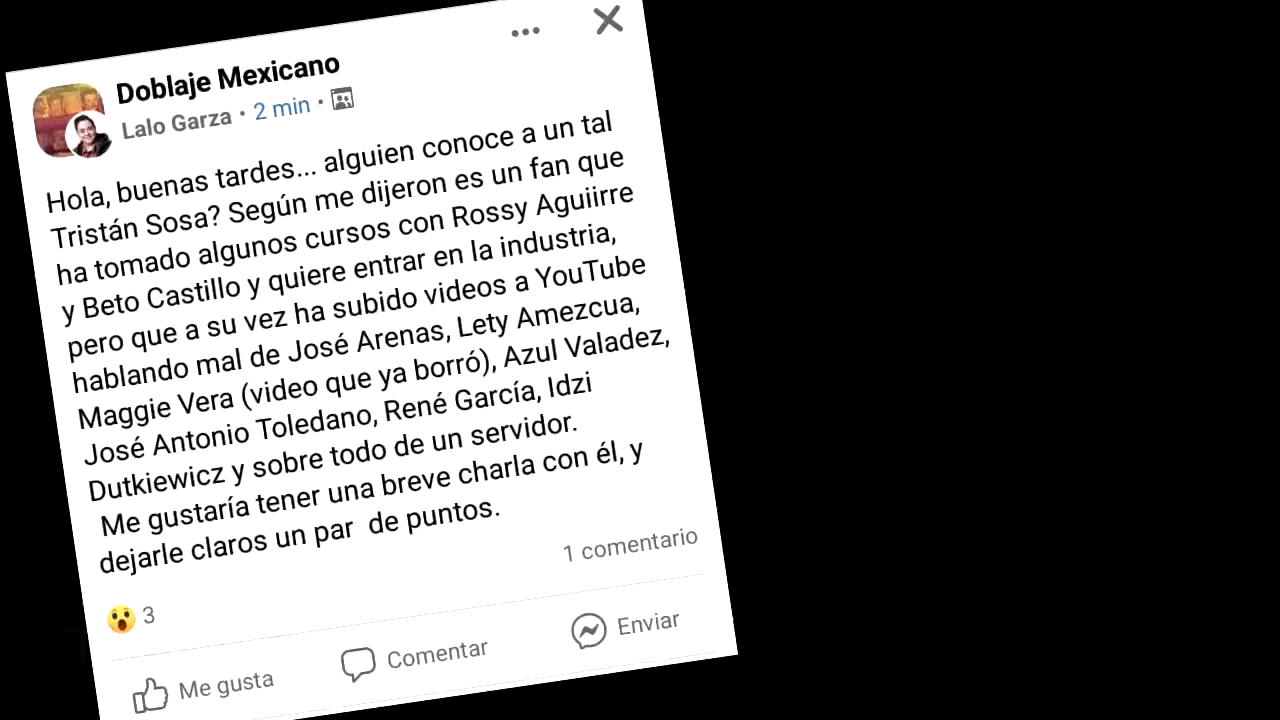 Doblaje Mexicano
Lalo Garza • 2 min •
Hola, buenas tardes... alguien conoce a un tal
Tristán Sosa? Según me dijeron es un fan que
ha tomado algunos cursos con Rossy Aguiirre
y Beto Castillo y quiere entrar en la industria,
pero que a su vez ha subido videos a YouTube
hablando mal de José Arenas, Lety Amezcua,
Maggie Vera (video que ya borró), Azul Valadez,
José Antonio Toledano, René García, Idzi
Dutkiewicz y sobre todo de un servidor.
Me gustaría tener una breve charla con él, y
dejarle claros un par de puntos.
1 comentario
3
Me gusta Comentar Enviar